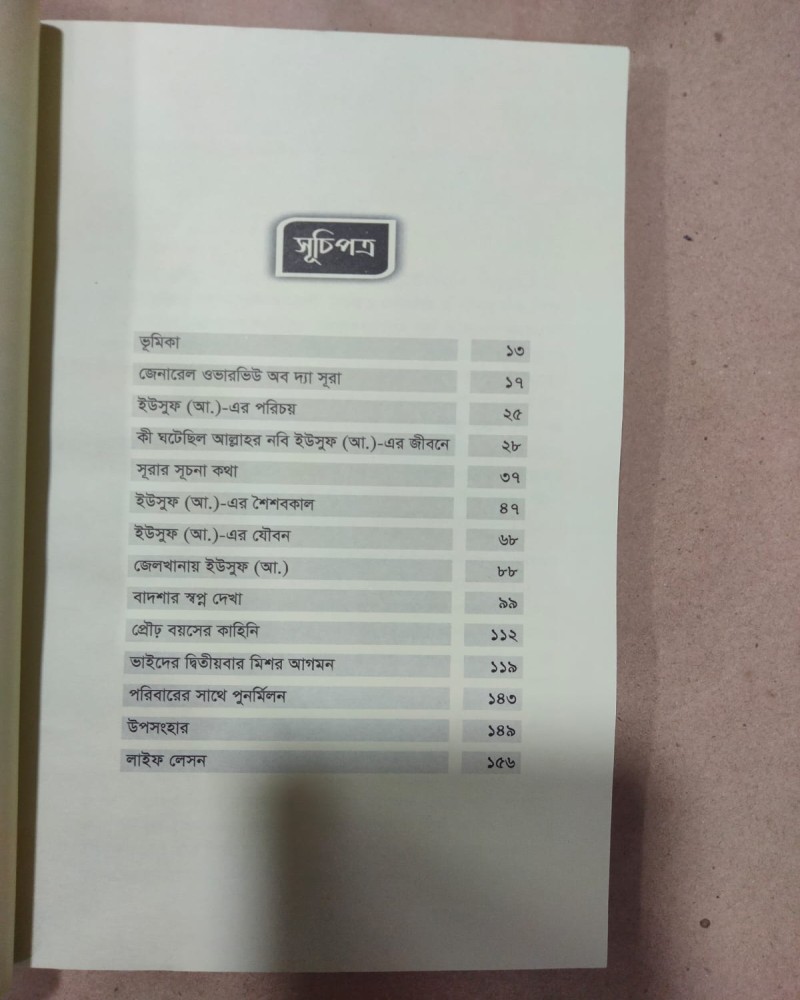 সূচিপত্র
ভূমিকা ১৩
জেনারেল ওভারভিউ অব দ্যা সূরা ১৭
ইউসুফ (আ.)-এর পরিচয় ২৫
কী ঘটেছিল আল্লাহর নবি ইউসুফ (আ.)-এর জীবনে ২৮
সূরার সূচনা কথা ৩৭
ইউসুফ (আ.)-এর শৈশবকাল ৪৭
ইউসুফ (আ.)-এর যৌবন ৬৮
জেলখানায় ইউসুফ (আ.) ৮৮
বাদশার স্বপ্ন দেখা ৯৯
প্রৌঢ় বয়সের কাহিনি ১১২
ভাইদের দ্বিতীয়বার মিশর আগমন ১১৯
পরিবারের সাথে পুনর্মিলন ১৪৩
উপসংহার ১৪৯
লাইফ লেসন ১৫৬